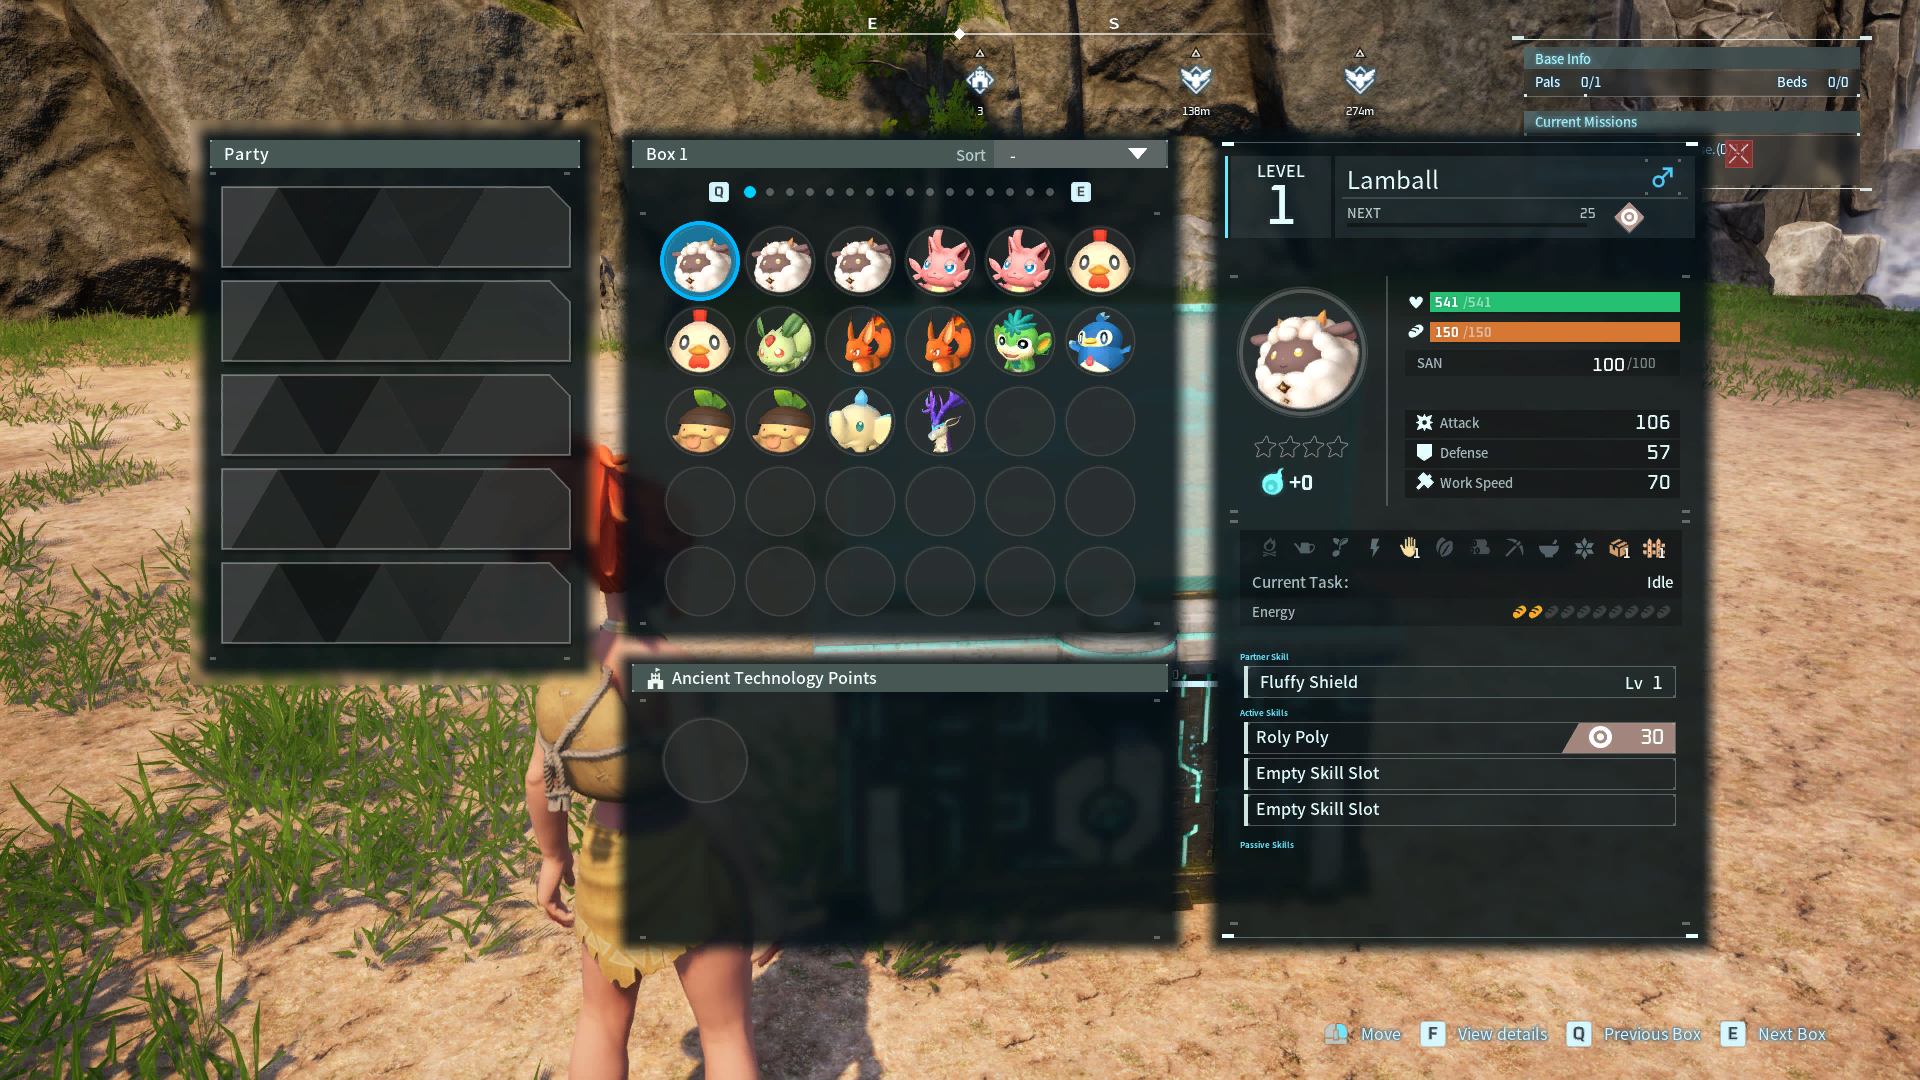 E
S
3
138m
274m
Base Info
Pals 0/1
Beds 0/0
Current Missions
Party
Box 1
Sort -
Q
E
LEVEL
1
Lamball
NEXT 25
541 /541
150 /150
SAN 100/100
Attack 106
Defense 57
Work Speed 70
+0
1 1 1
Current Task: Idle
Energy
Partner Skill
Fluffy Shield Lv 1
Active Skills
Roly Poly 30
Empty Skill Slot
Empty Skill Slot
Passive Skills
Ancient Technology Points
Move F View details Q Previous Box E Next Box